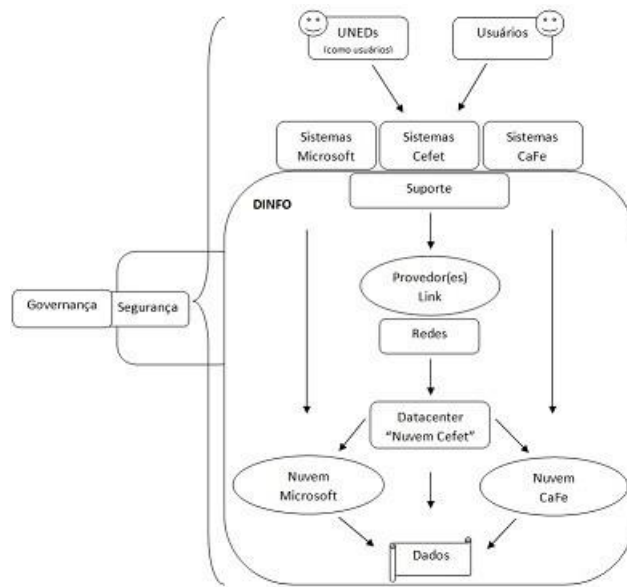 UNEDs
(como usuários)
Usuários
Sistemas
Microsoft
Sistemas
Cefet
Sistemas
CaFe
Suporte
DINFO
Provedor(es)
Link
Governança
Segurança
Redes
Datacenter
“Nuvem Cefet”
Nuvem
Microsoft
Nuvem
CaFe
Dados